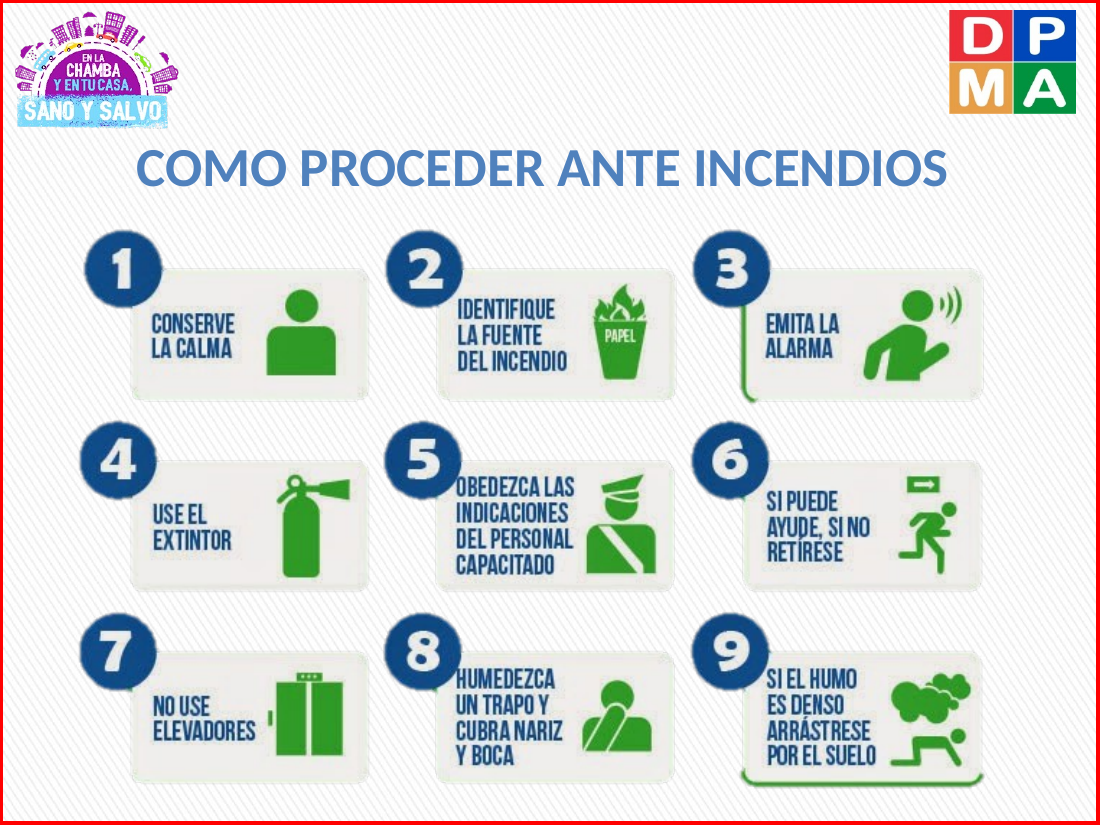 EN LA
CHAMBA
Y EN TU CASA,
SANO Y SALVO
D P
M A
COMO PROCEDER ANTE INCENDIOS
1
CONSERVE
LA CALMA
2
IDENTIFIQUE
LA FUENTE
DEL INCENDIO
PAPEL
3
EMITA LA
ALARMA
4
USE EL
EXTINTOR
5
OBEDEZCA LAS
INDICACIONES
DEL PERSONAL
CAPACITADO
6
SI PUEDE
AYUDE, SI NO
RETÍRESE
7
NO USE
ELEVADORES
8
HUMEDEZCA
UN TRAPO Y
CUBRA NARIZ
Y BOCA
9
SI EL HUMO
ES DENSO
ARRÁSTRESE
POR EL SUELO